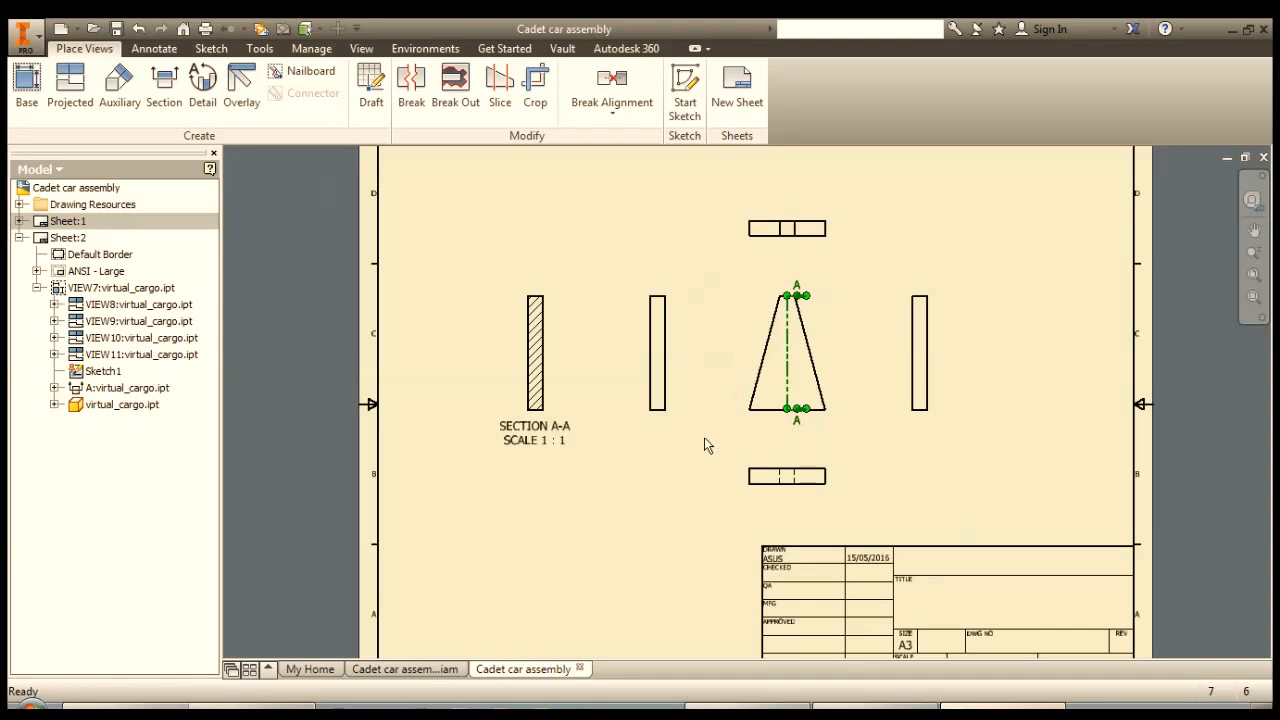 Cadet car assembly
Sign In
PRO
Place Views Annotate Sketch Tools Manage View Environments Get Started Vault Autodesk 360
Base Projected Auxiliary Section Detail Overlay
Nailboard
Connector
Draft Break Break Out Slice Crop Break Alignment
Start Sketch
New Sheet
Create Modify Sketch Sheets
Model
Cadet car assembly
Drawing Resources
Sheet:1
Sheet:2
Default Border
ANSI - Large
VIEW7:virtual_cargo.ipt
VIEW8:virtual_cargo.ipt
VIEW9:virtual_cargo.ipt
VIEW10:virtual_cargo.ipt
VIEW11:virtual_cargo.ipt
Sketch1
A:virtual_cargo.ipt
virtual_cargo.ipt
D D
A
C C
A
SECTION A-A
SCALE 1 : 1
B B
DRAWN
ASUS 15/05/2016
CHECKED
TITLE
QA
MFG
APPROVED
A A
SIZE DWG NO REV
A3
SCALE
My Home Cadet car assem...iam Cadet car assembly
Ready 7 6